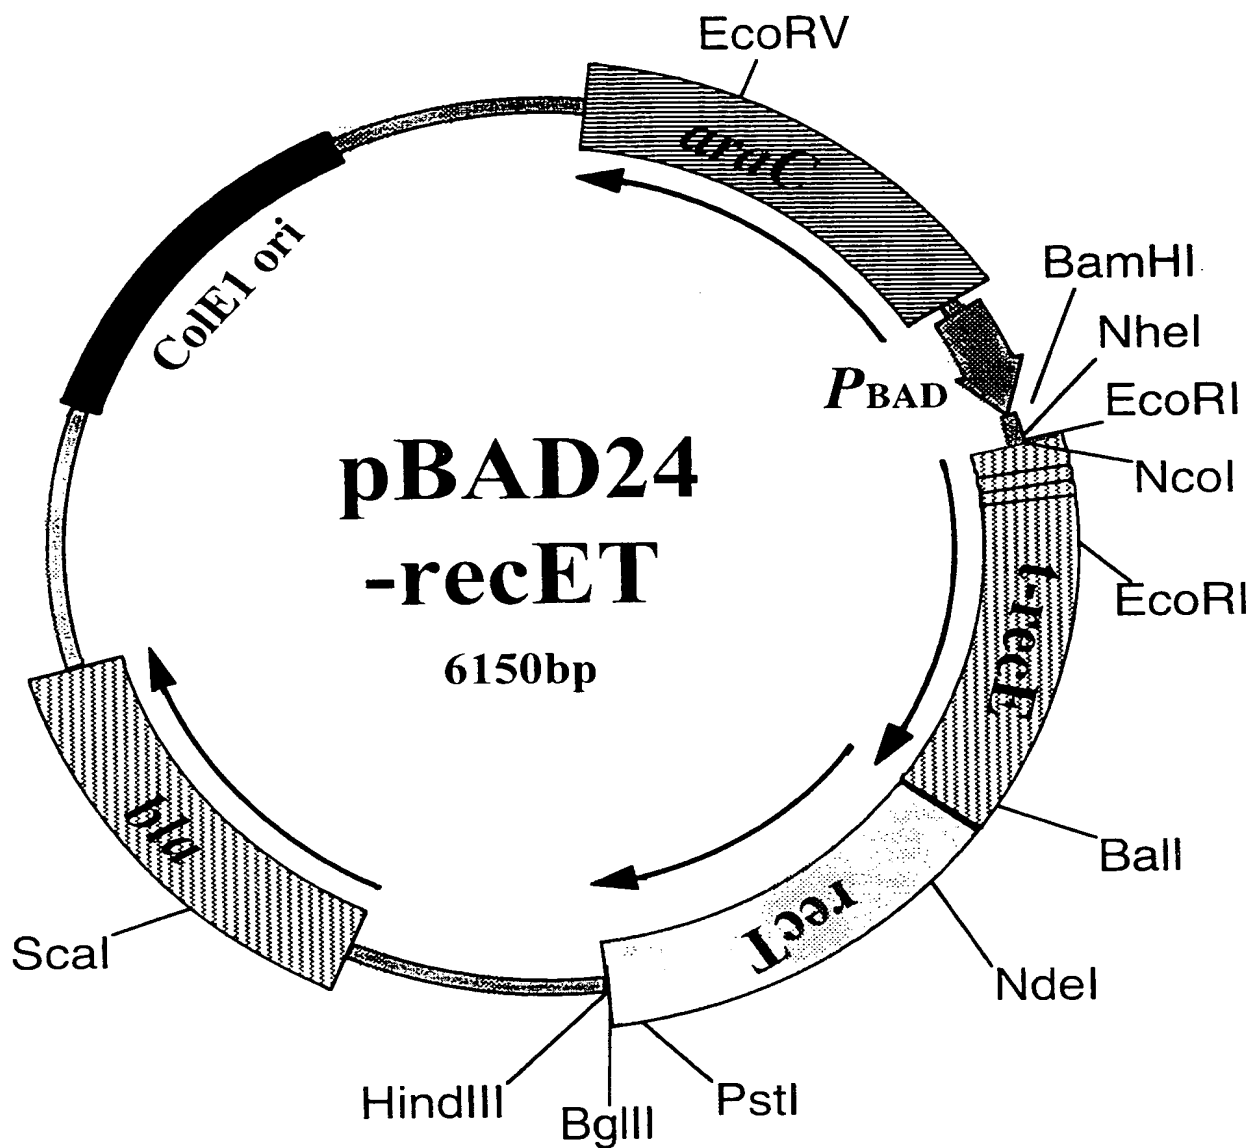 EcoRV
araC
BamHI
NheI
EcoRI
NcoI
PBAD
ColE1 ori
pBAD24
-recET
6150bp
t-recE
EcoRI
BalI
bla
recT
ScaI
NdeI
HindIII
BglII
PstI